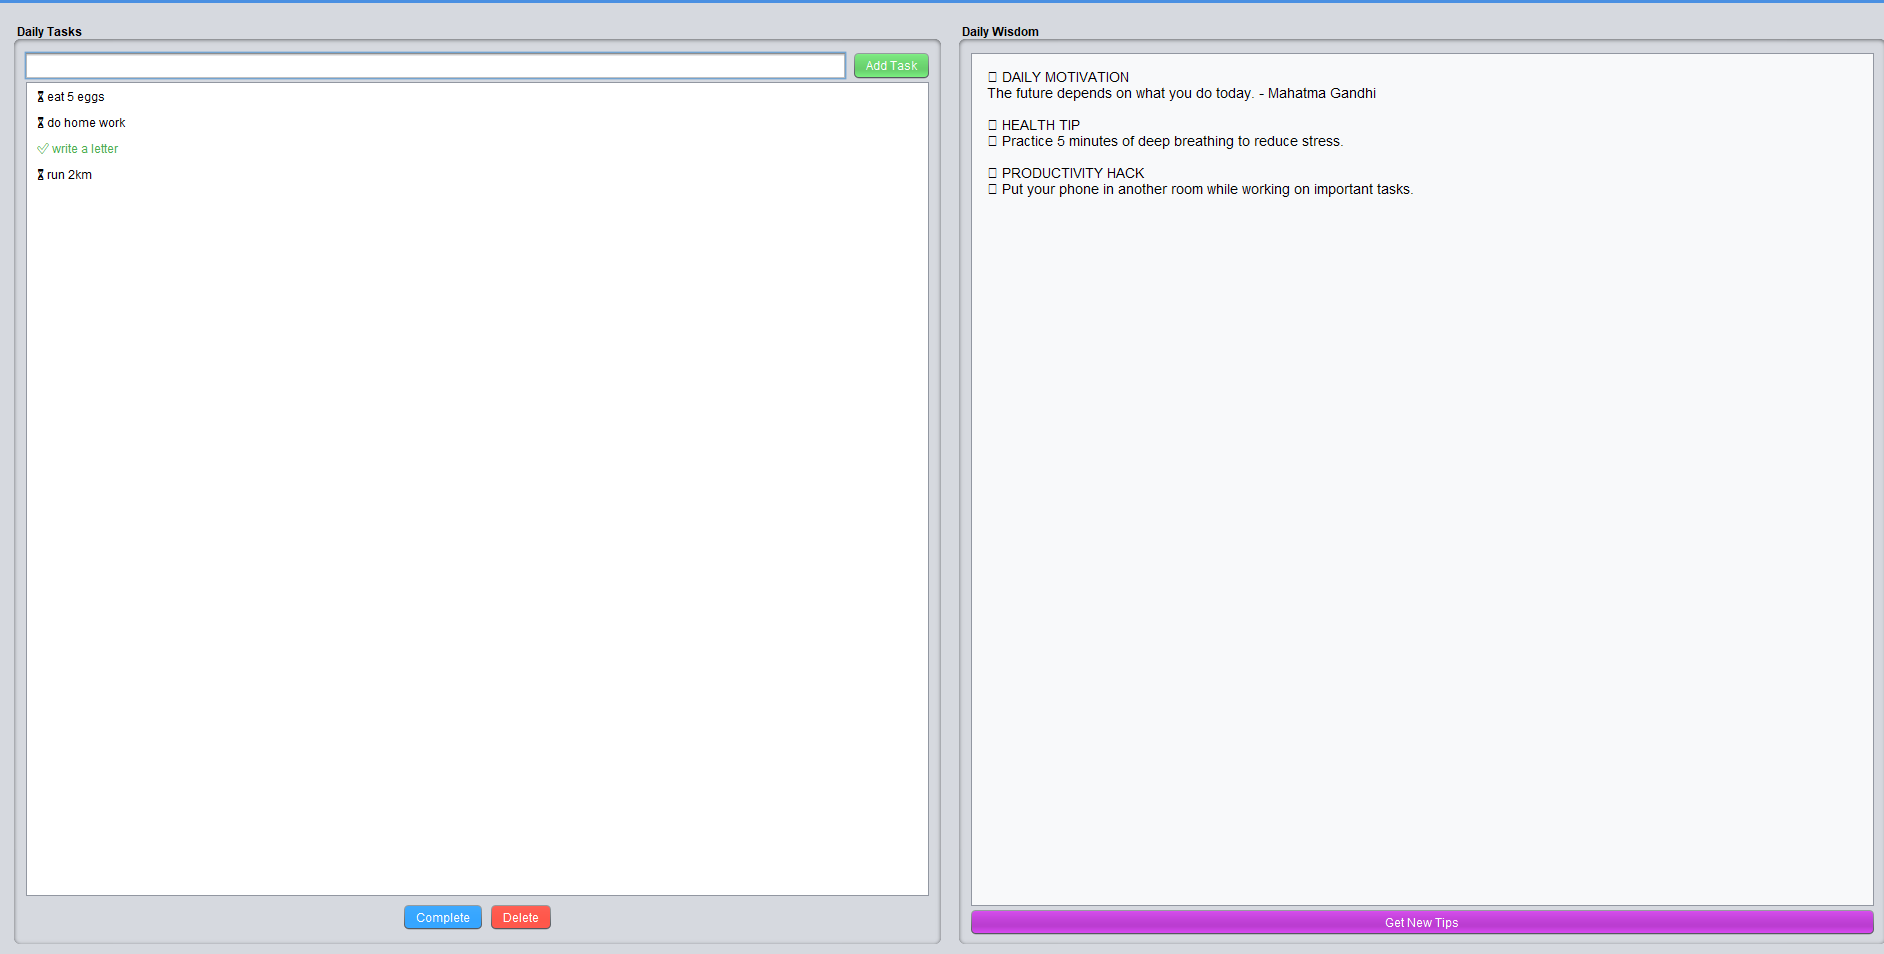 Daily Tasks
Add Task
⌛ eat 5 eggs
⌛ do home work
✅ write a letter
⌛ run 2km
Complete
Delete
Daily Wisdom
▯ DAILY MOTIVATION
The future depends on what you do today. - Mahatma Gandhi
▯ HEALTH TIP
▯ Practice 5 minutes of deep breathing to reduce stress.
▯ PRODUCTIVITY HACK
▯ Put your phone in another room while working on important tasks.
Get New Tips